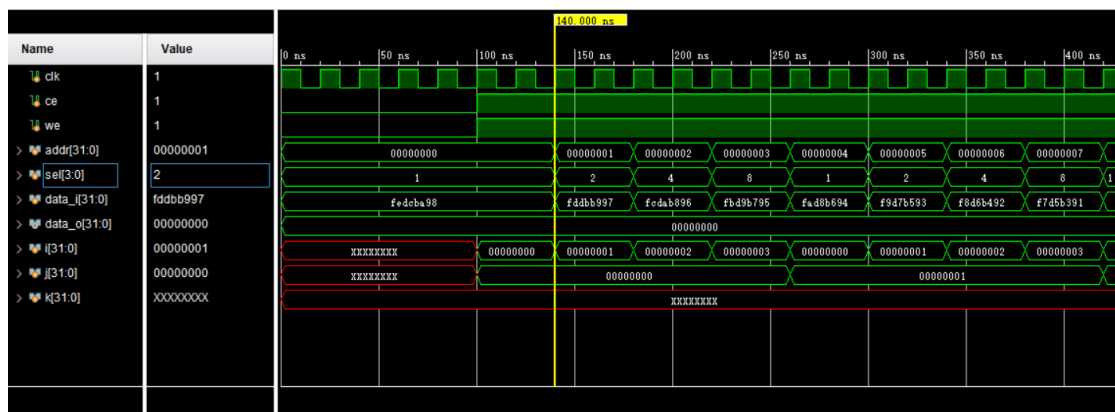 140.000 ns
Name Value
0 ns 50 ns 100 ns 150 ns 200 ns 250 ns 300 ns 350 ns 400 ns
clk 1
ce 1
we 1
addr[31:0] 00000001 00000000 00000001 00000002 00000003 00000004 00000005 00000006 00000007
sel[3:0] 2 1 2 4 8 1 2 4 8 1
data_i[31:0] fddbb997 fedcba98 fddbb997 fcdab896 fbd9b795 fad8b694 f9d7b593 f8d6b492 f7d5b391
data_o[31:0] 00000000 00000000
i[31:0] 00000001 XXXXXXXX 00000000 00000001 00000002 00000003 00000000 00000001 00000002 00000003
j[31:0] 00000000 XXXXXXXX 00000000 00000001
k[31:0] XXXXXXXX XXXXXXXX